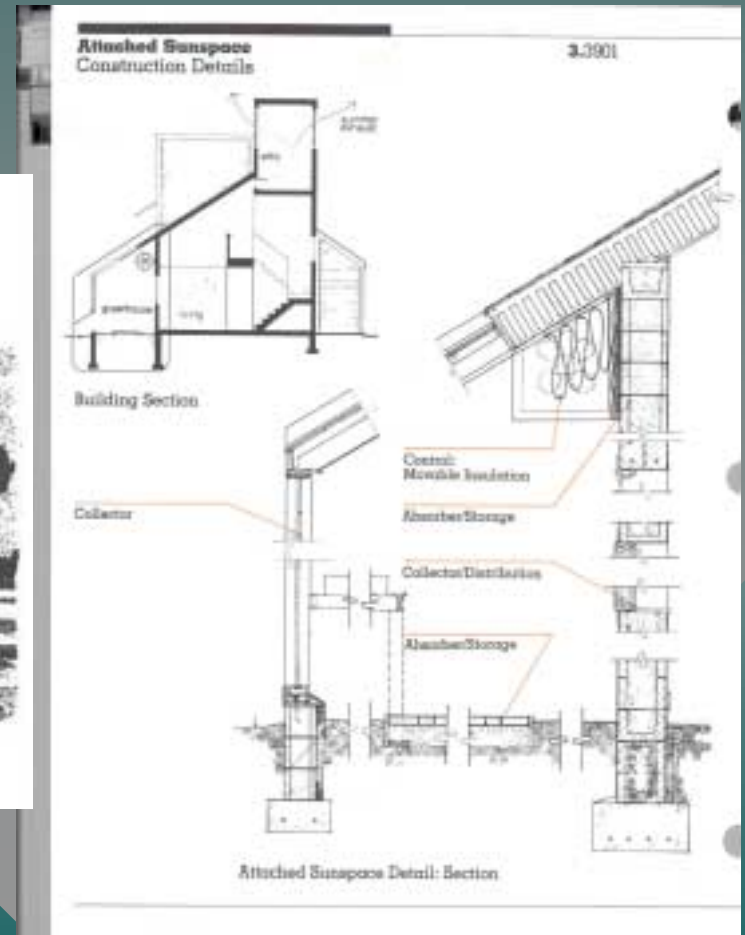 Attached Sunspace
Construction Details
3.3901
greenhouse
Building Section
Control:
Movable Insulation
Collector
Absorber/Storage
Collector/Distribution
Absorber/Storage
Attached Sunspace Detail: Section